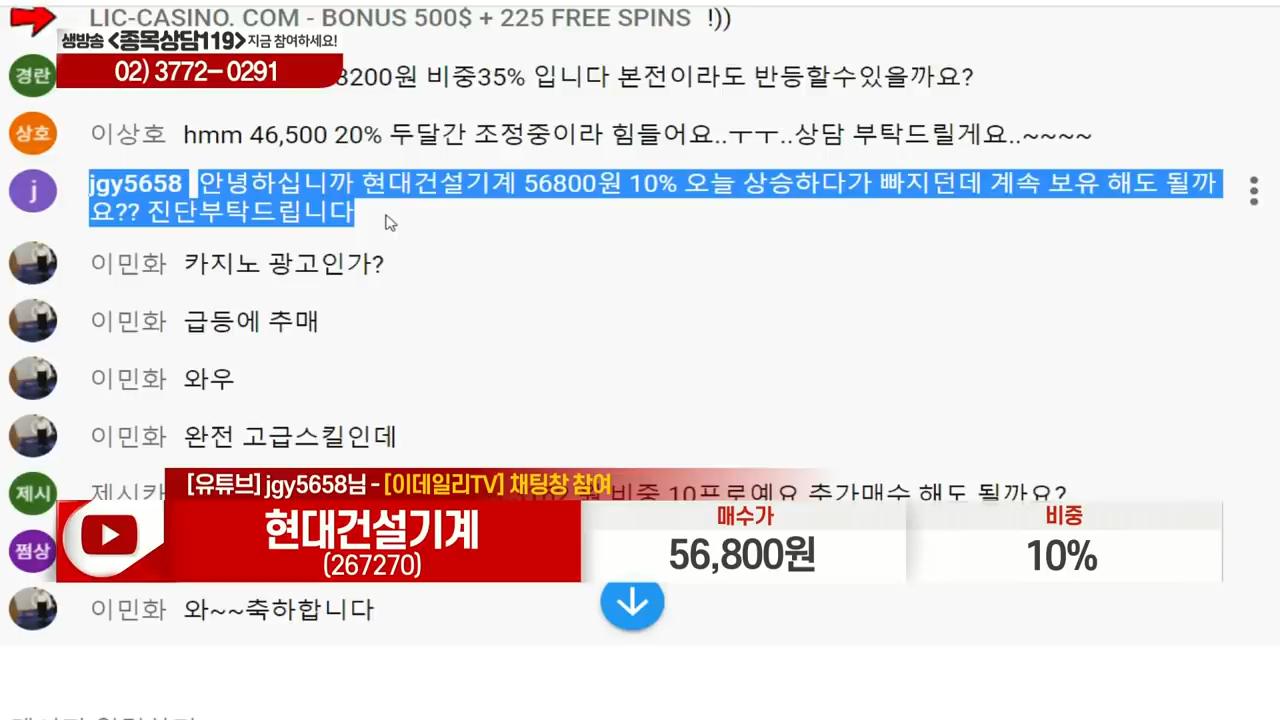 LIC-CASINO. COM - BONUS 500$ + 225 FREE SPINS !))
생방송 <종목상담119> 지금 참여하세요!
02) 3772-0291
경란 3200원 비중35% 입니다 본전이라도 반등할수있을까요?
상호 이상호 hmm 46,500 20% 두달간 조정중이라 힘들어요..ㅜㅜ..상담 부탁드릴게요..~~~~
j jgy5658 안녕하십니까 현대건설기계 56800원 10% 오늘 상승하다가 빠지던데 계속 보유 해도 될까
요?? 진단부탁드립니다
이민화 카지노 광고인가?
이민화 급등에 추매
이민화 와우
이민화 완전 고급스킬인데
[유튜브] jgy5658님 - [이데일리TV] 채팅창 참여
제시 제시카 비중 10프로예요 추가매수 해도 될까요?
현대건설기계
(267270)
매수가
56,800원
비중
10%
쩜상
이민화 와~~축하합니다